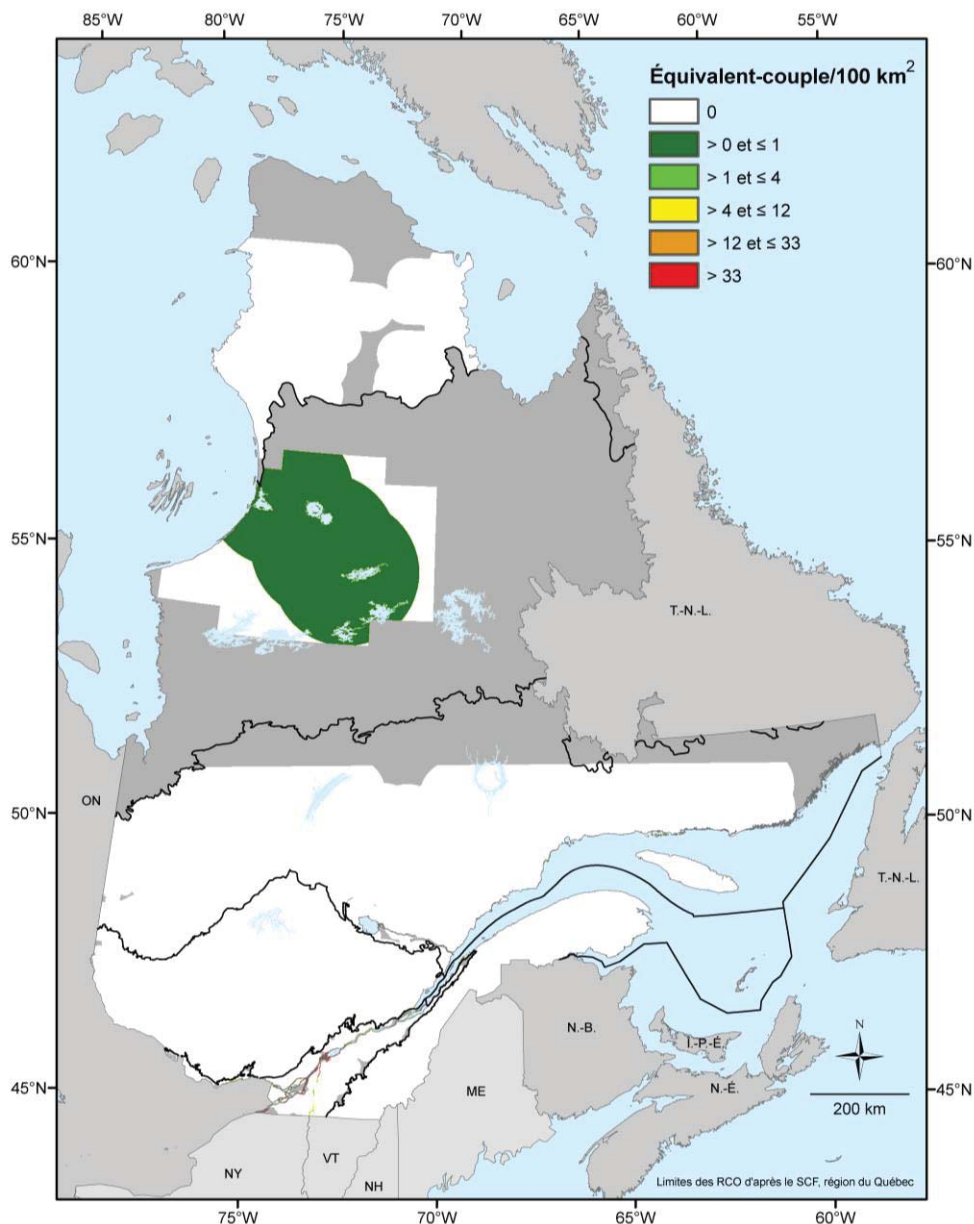 85°W 80°W 75°W 70°W 65°W 60°W 55°W
Équivalent-couple/100 km²
0
> 0 et ≤ 1
> 1 et ≤ 4
> 4 et ≤ 12
> 12 et ≤ 33
> 33
60°N 60°N
55°N 55°N
T.-N.-L.
ON
50°N 50°N
T.-N.-L.
N.-B.
I.-P.-É.
N
45°N 45°N
ME
N.-É.
200 km
VT
NY
NH
Limites des RCO d'après le SCF, région du Québec
75°W 70°W 65°W 60°W